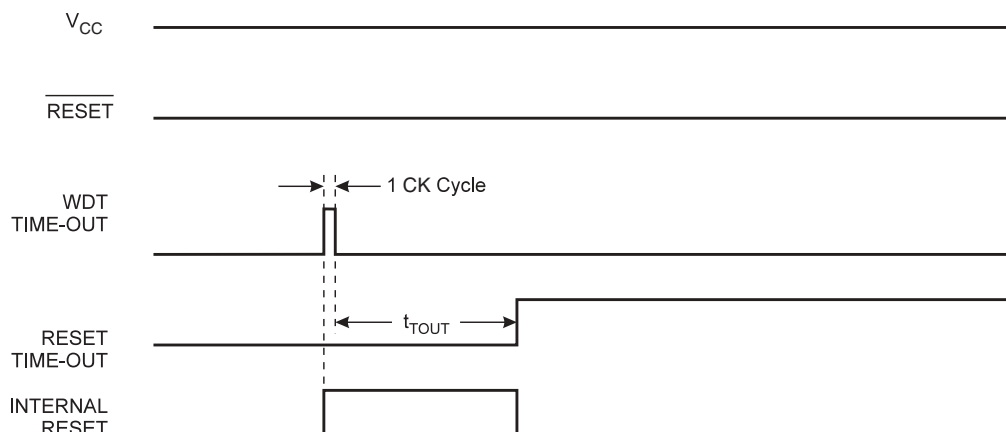 VCC
RESET
1 CK Cycle
WDT
TIME-OUT
tTOUT
RESET
TIME-OUT
INTERNAL
RESET